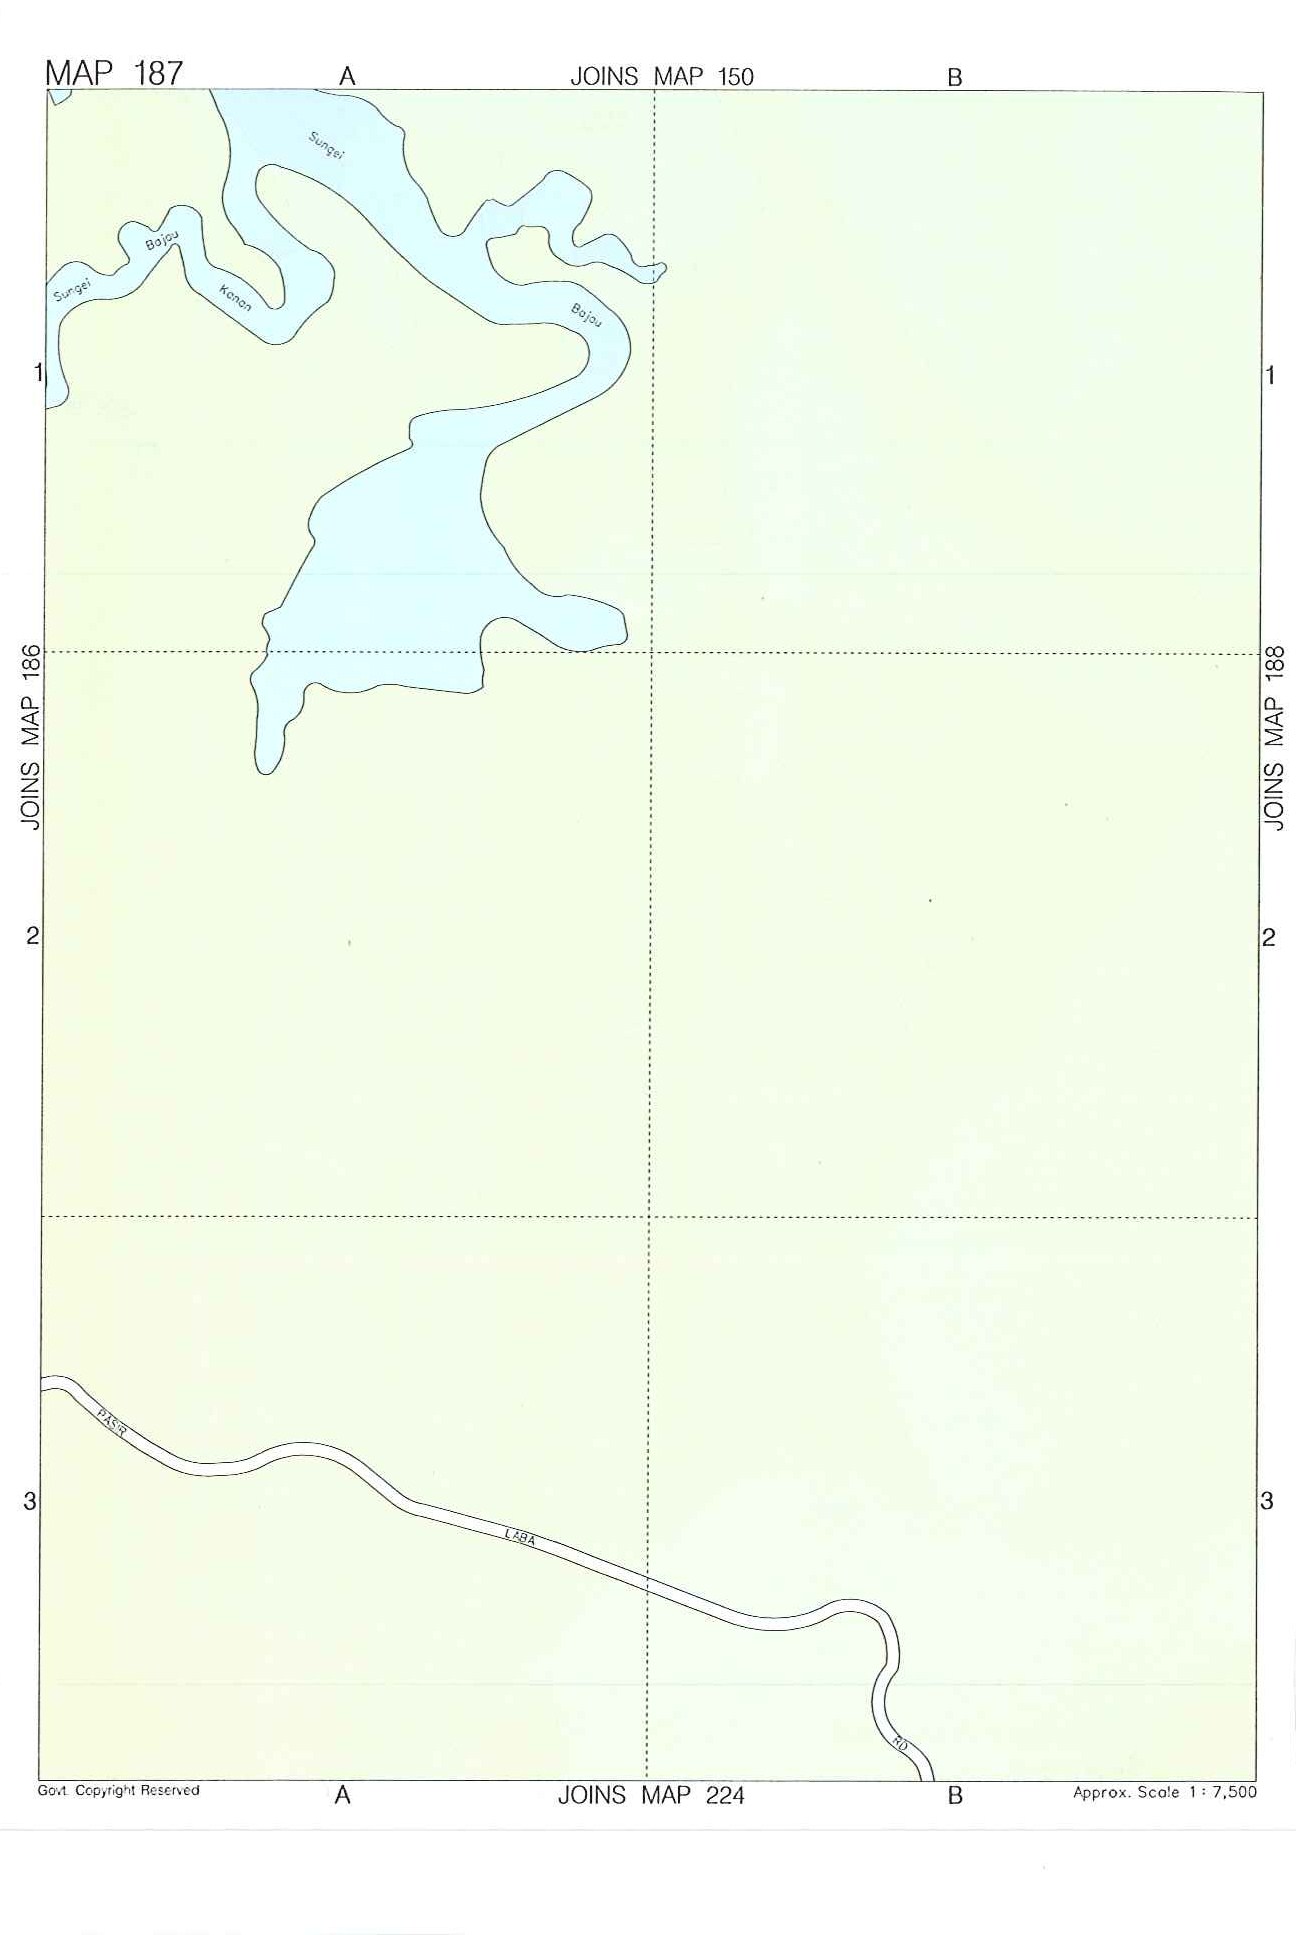 MAP 187
A
JOINS MAP 150
B
Sungei
Bajau
Sungei
Bajau
Kanan
1
1
JOINS MAP 186
JOINS MAP 188
2
2
PASIR
LABA
RD
3
3
Govt. Copyright Reserved
A
JOINS MAP 224
B
Approx. Scale 1 : 7,500